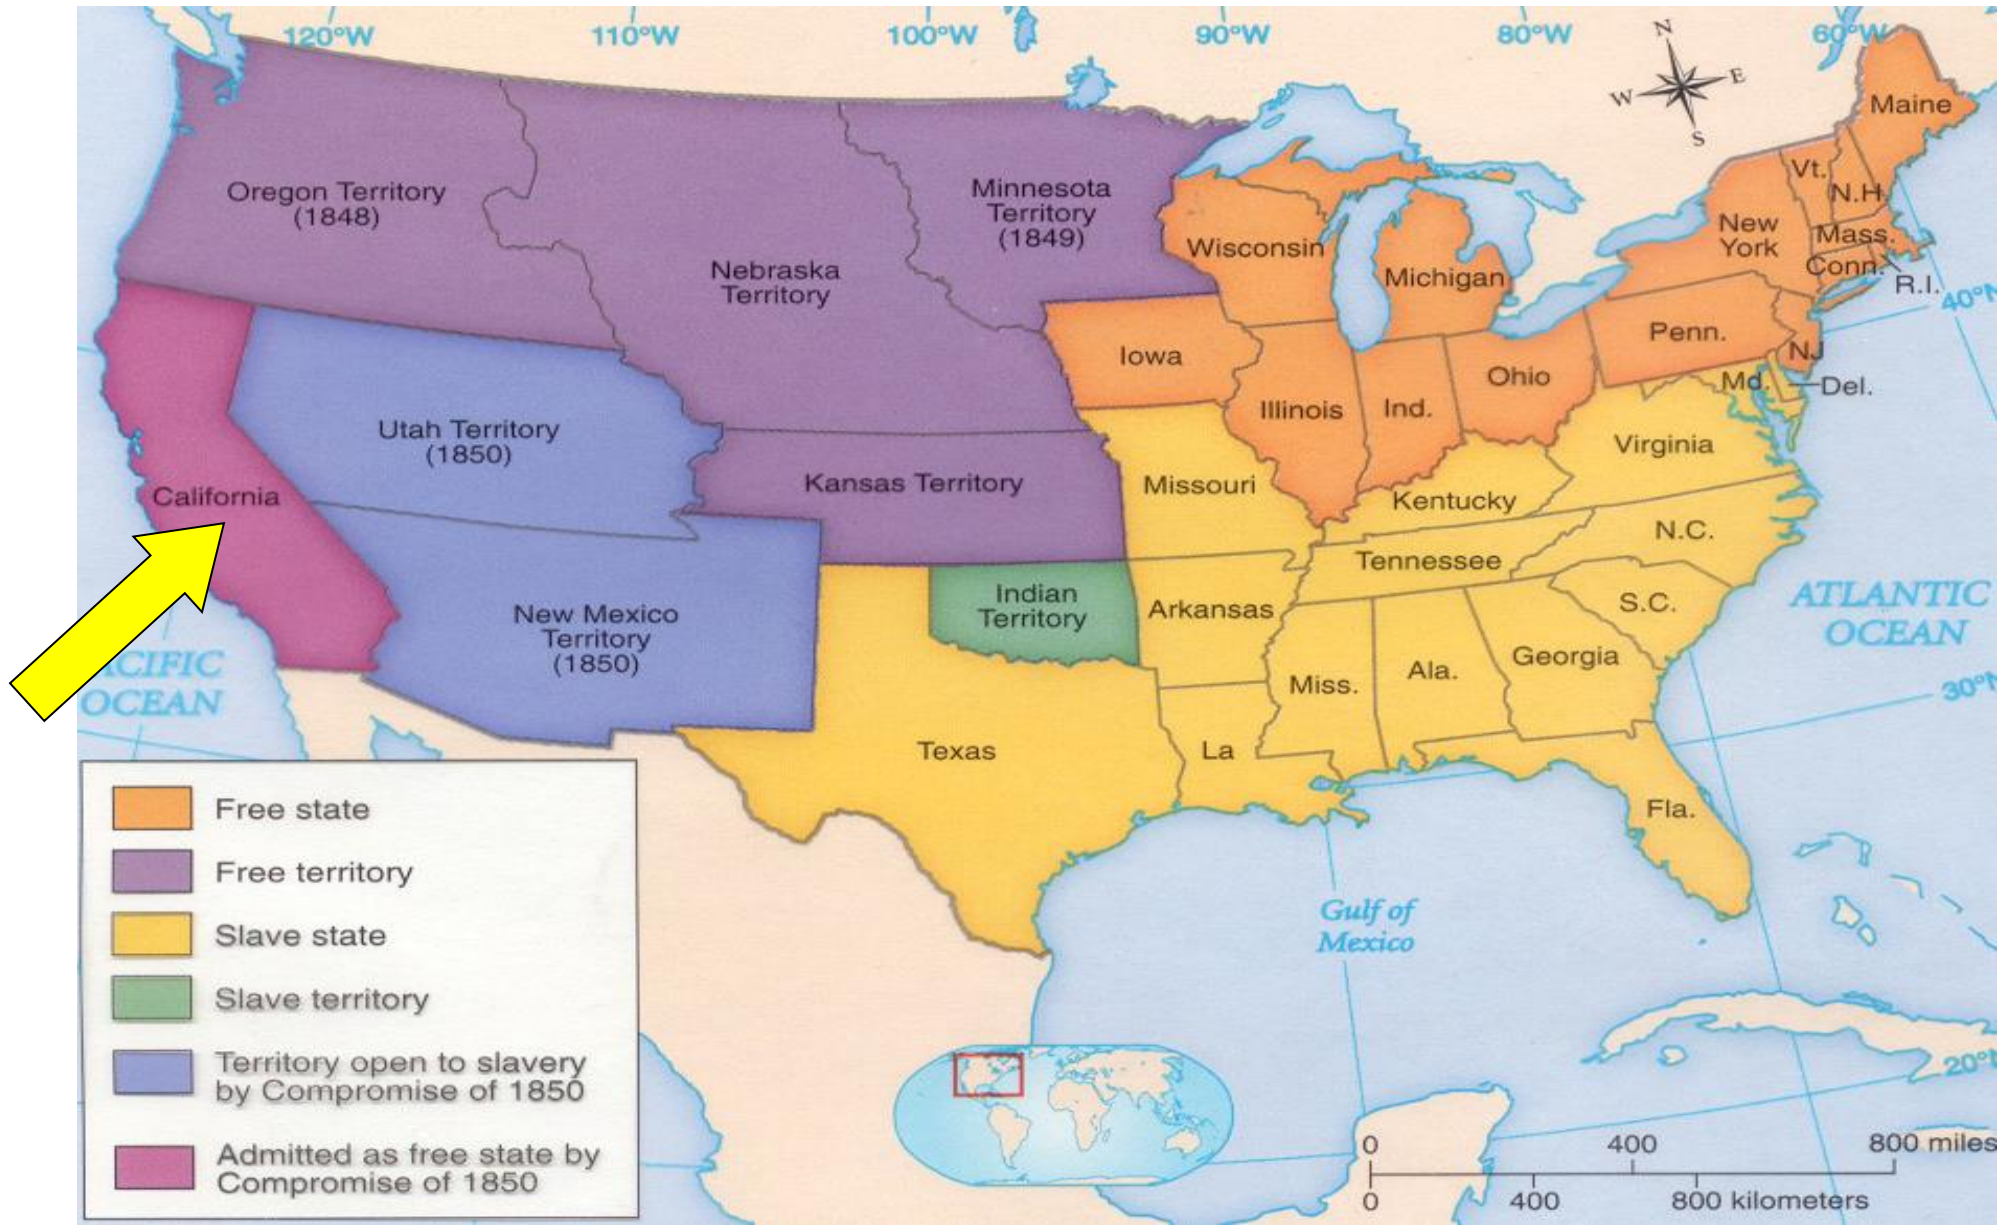 120°W
110°W
100°W
90°W
80°W
60°W
N
W
E
S
Maine
Oregon Territory
(1848)
Minnesota
Territory
(1849)
Vt.
N.H.
Nebraska
Territory
Wisconsin
Michigan
New
York
Mass.
Conn.
R.I.
40°N
Iowa
Penn.
NJ
Ohio
Md.
Del.
Illinois
Ind.
Utah Territory
(1850)
Virginia
California
Kansas Territory
Missouri
Kentucky
N.C.
Tennessee
Indian
Territory
Arkansas
S.C.
ATLANTIC
OCEAN
New Mexico
Territory
(1850)
Georgia
Miss.
Ala.
30°N
OCEAN
Texas
La
Fla.
Gulf of
Mexico
Free state
Free territory
Slave state
Slave territory
Territory open to slavery
by Compromise of 1850
Admitted as free state by
Compromise of 1850
20°N
0 400 800 miles
0 400 800 kilometers